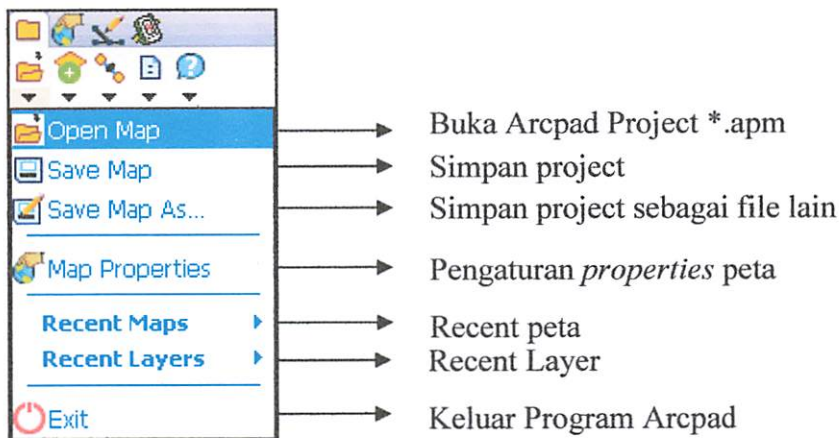 Open Map Buka Arcpad Project *.apm
Save Map Simpan project
Save Map As... Simpan project sebagai file lain
Map Properties Pengaturan properties peta
Recent Maps Recent peta
Recent Layers Recent Layer
Exit Keluar Program Arcpad